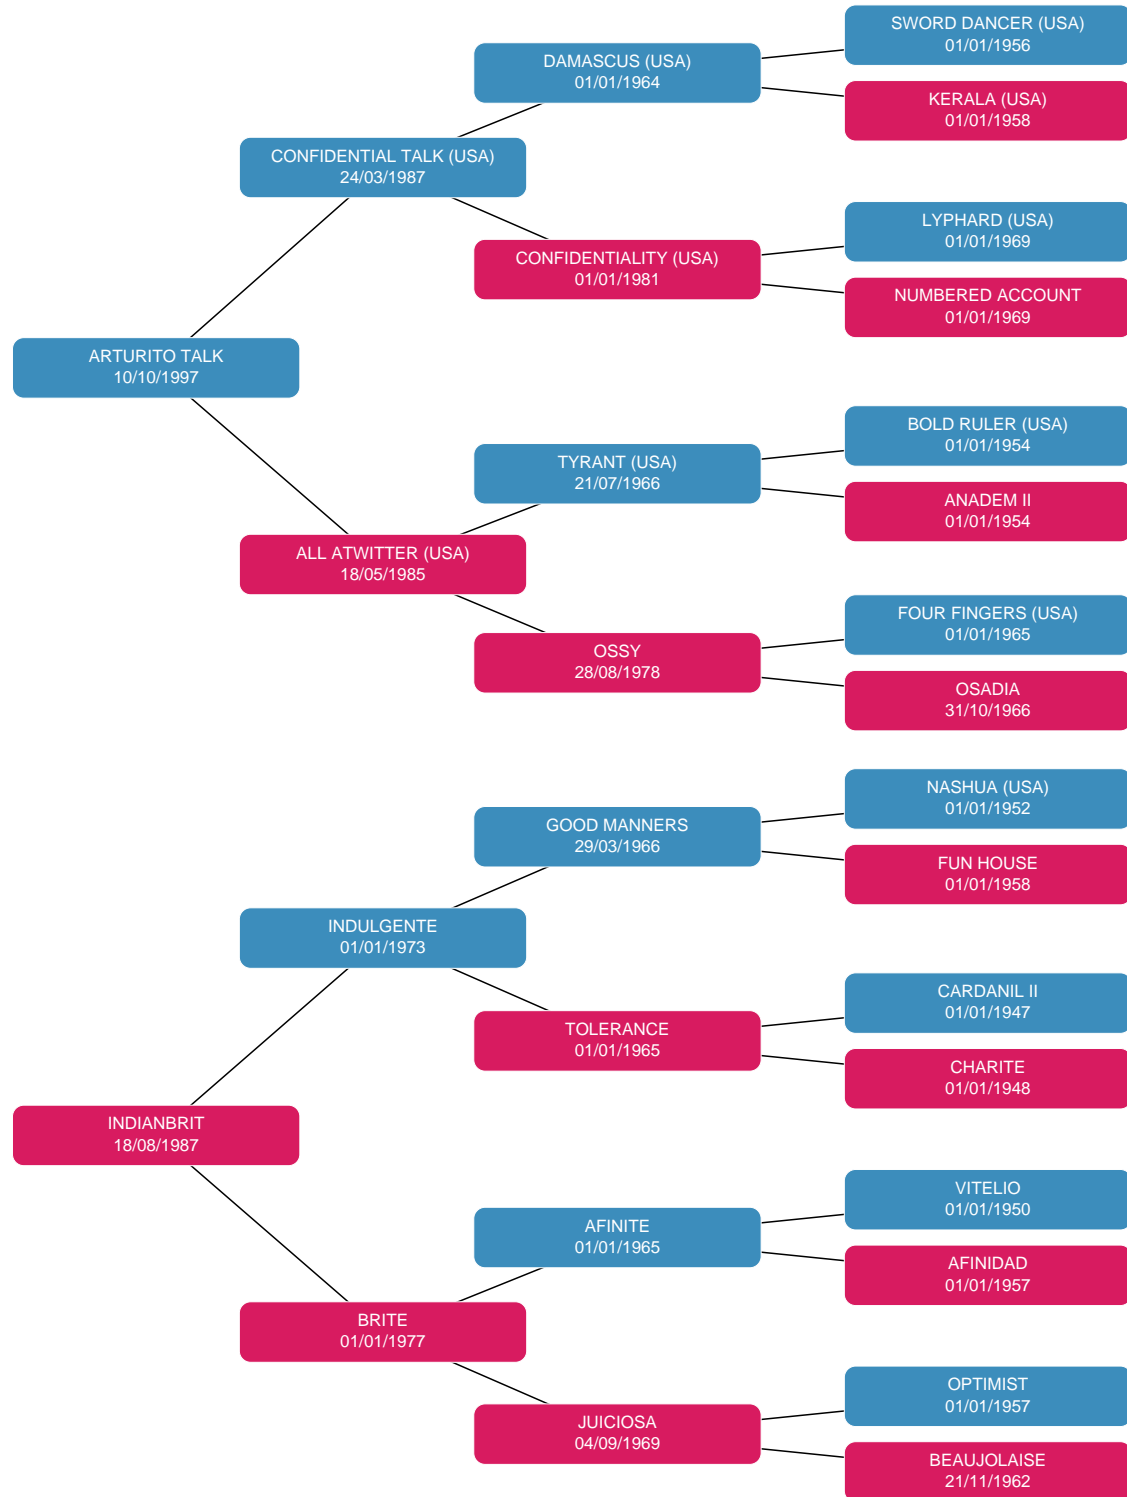 SWORD DANCER (USA)
01/01/1956
DAMASCUS (USA)
01/01/1964
KERALA (USA)
01/01/1958
CONFIDENTIAL TALK (USA)
24/03/1987
LYPHARD (USA)
01/01/1969
CONFIDENTIALITY (USA)
01/01/1981
NUMBERED ACCOUNT
01/01/1969
ARTURITO TALK
10/10/1997
BOLD RULER (USA)
01/01/1954
TYRANT (USA)
21/07/1966
ANADEM II
01/01/1954
ALL ATWITTER (USA)
18/05/1985
FOUR FINGERS (USA)
01/01/1965
OSSY
28/08/1978
OSADIA
31/10/1966
NASHUA (USA)
01/01/1952
GOOD MANNERS
29/03/1966
FUN HOUSE
01/01/1958
INDULGENTE
01/01/1973
CARDANIL II
01/01/1947
TOLERANCE
01/01/1965
CHARITE
01/01/1948
INDIANBRIT
18/08/1987
VITELIO
01/01/1950
AFINITE
01/01/1965
AFINIDAD
01/01/1957
BRITE
01/01/1977
OPTIMIST
01/01/1957
JUICIOSA
04/09/1969
BEAUJOLAISE
21/11/1962